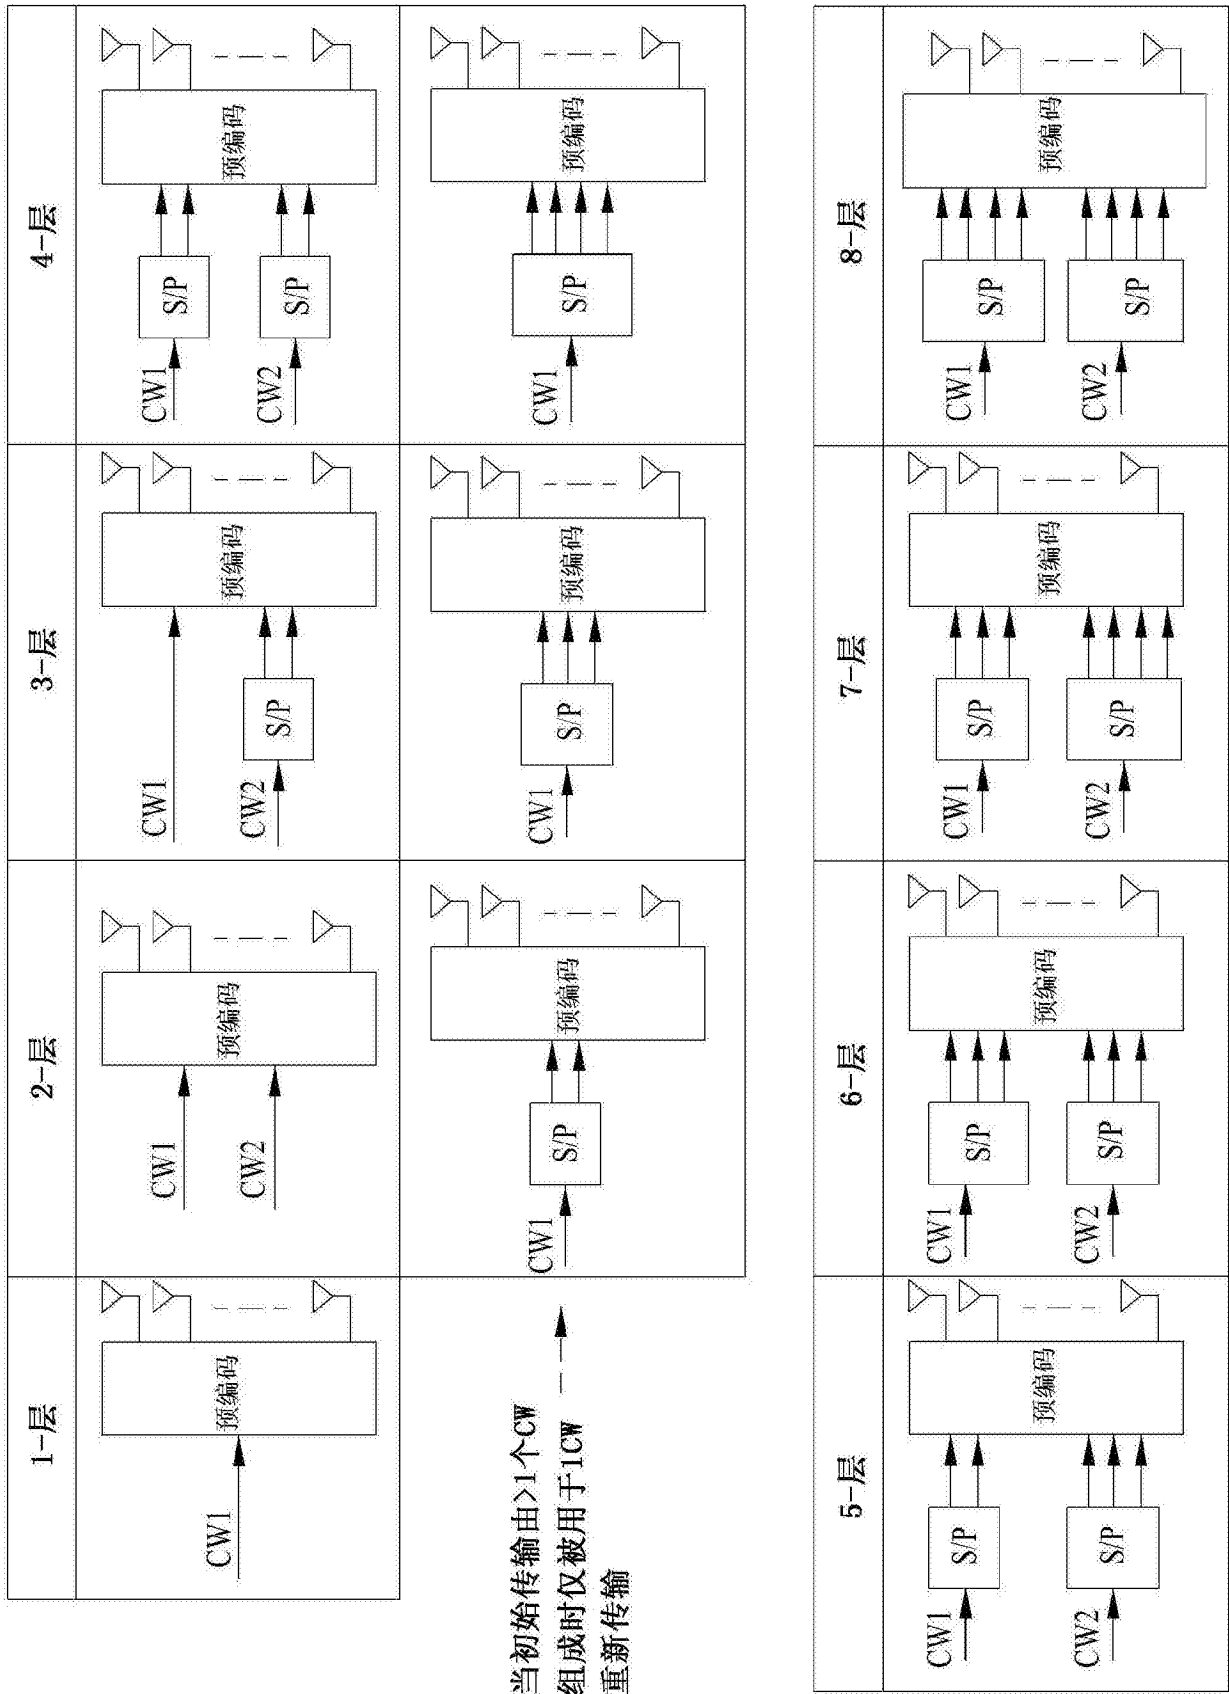 1-层
2-层
3-层
4-层
CW1
预编码
CW1
CW2
预编码
CW1
CW2
S/P
预编码
CW1
S/P
CW2
S/P
预编码
当初始传输由>1个CW
组成时仅被用于1CW
重新传输
CW1
S/P
预编码
CW1
S/P
预编码
CW1
S/P
预编码
5-层
6-层
7-层
8-层
CW1
S/P
CW2
S/P
预编码
CW1
S/P
CW2
S/P
预编码
CW1
S/P
CW2
S/P
预编码
CW1
S/P
CW2
S/P
预编码